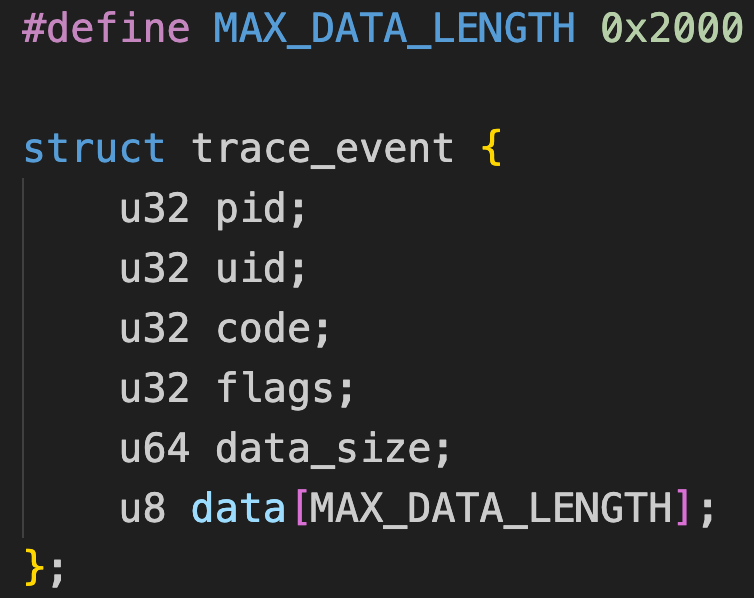 #define MAX_DATA_LENGTH 0x2000
struct trace_event {
u32 pid;
u32 uid;
u32 code;
u32 flags;
u64 data_size;
u8 data[MAX_DATA_LENGTH];
};